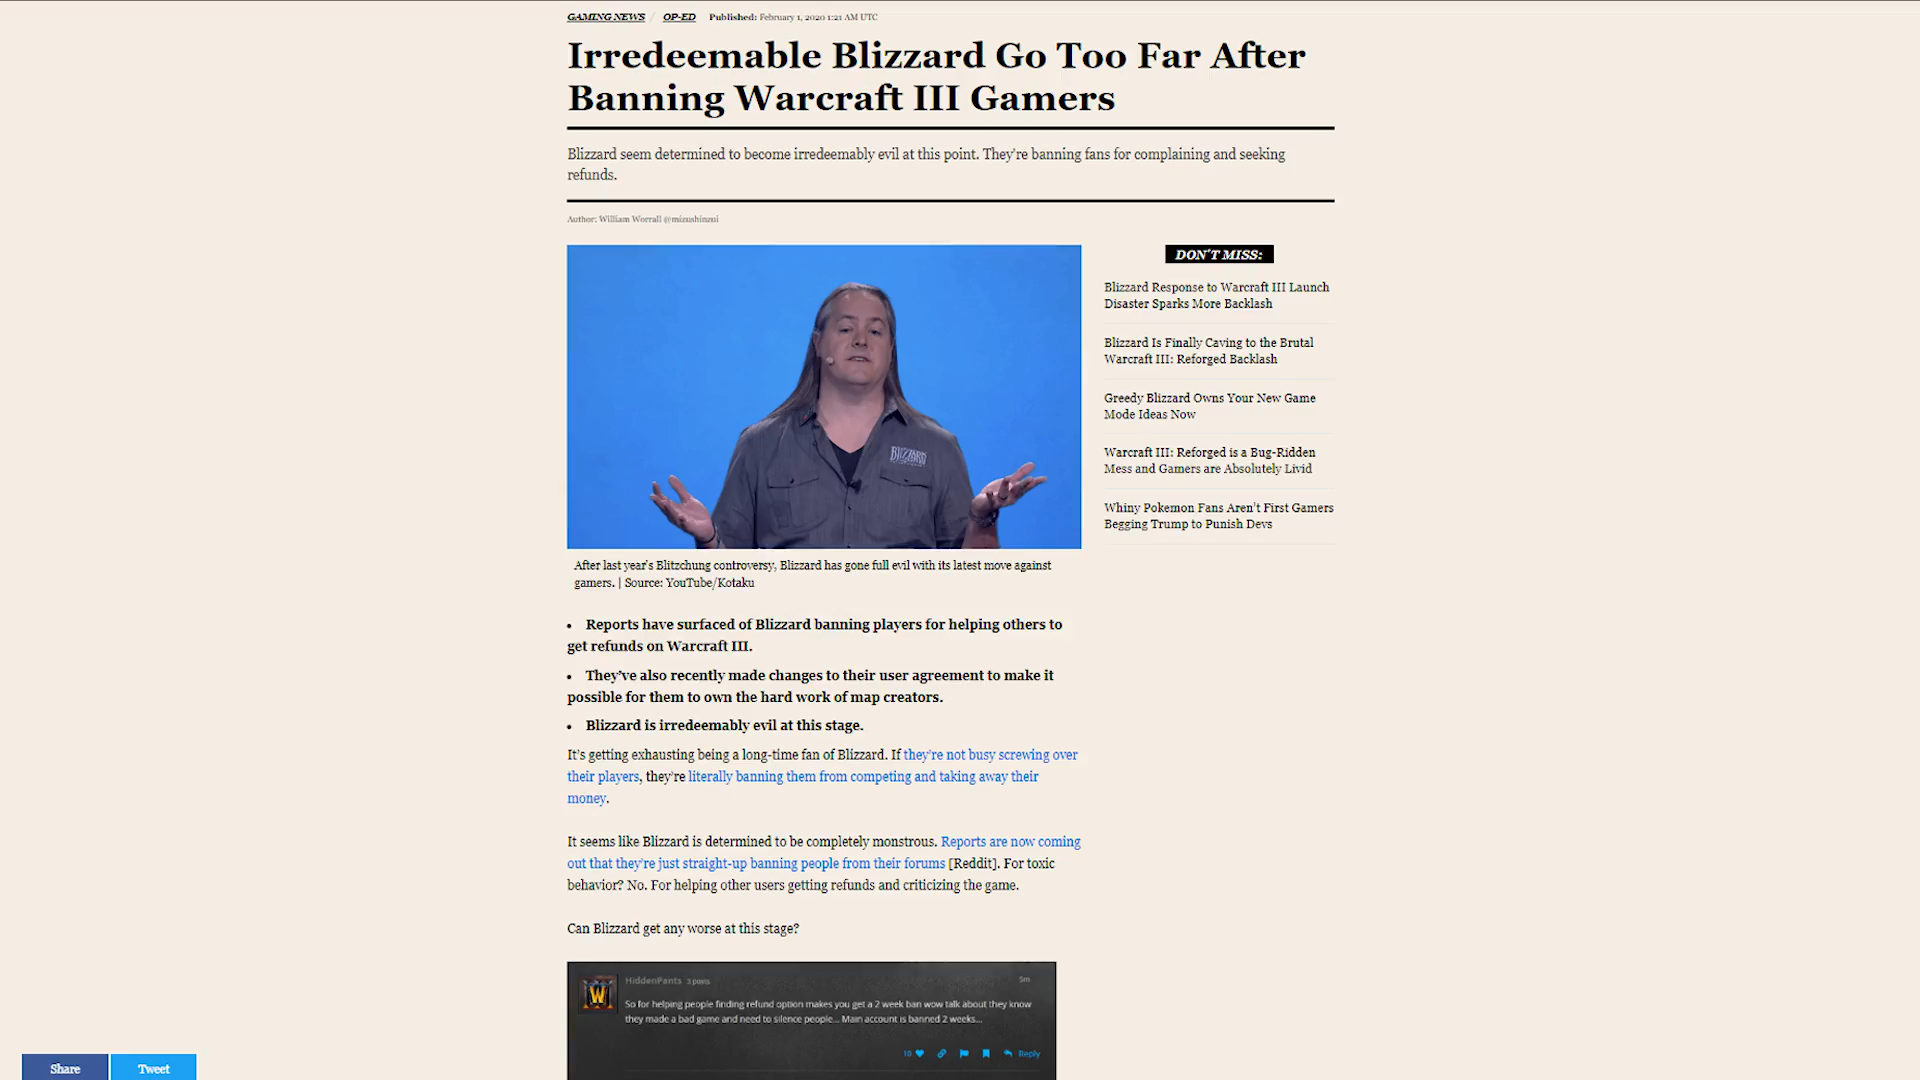 GAMING NEWS / OP-ED Published: February 1, 2020 1:21 AM UTC
Irredeemable Blizzard Go Too Far After
Banning Warcraft III Gamers
Blizzard seem determined to become irredeemably evil at this point. They're banning fans for complaining and seeking
refunds.
Author: William Worrall @mizushinzui
BLIZZARD
After last year's Blitzchung controversy, Blizzard has gone full evil with its latest move against
gamers. | Source: YouTube/Kotaku
• Reports have surfaced of Blizzard banning players for helping others to
get refunds on Warcraft III.
• They've also recently made changes to their user agreement to make it
possible for them to own the hard work of map creators.
• Blizzard is irredeemably evil at this stage.
It's getting exhausting being a long-time fan of Blizzard. If they're not busy screwing over
their players, they're literally banning them from competing and taking away their
money.
It seems like Blizzard is determined to be completely monstrous. Reports are now coming
out that they're just straight-up banning people from their forums [Reddit]. For toxic
behavior? No. For helping other users getting refunds and criticizing the game.
Can Blizzard get any worse at this stage?
HiddenPants 3 posts 5m
So for helping people finding refund option makes you get a 2 week ban wow talk about they know
they made a bad game and need to silence people... Main account is banned 2 weeks...
10 Reply
DON'T MISS:
Blizzard Response to Warcraft III Launch
Disaster Sparks More Backlash
Blizzard Is Finally Caving to the Brutal
Warcraft III: Reforged Backlash
Greedy Blizzard Owns Your New Game
Mode Ideas Now
Warcraft III: Reforged is a Bug-Ridden
Mess and Gamers are Absolutely Livid
Whiny Pokemon Fans Aren't First Gamers
Begging Trump to Punish Devs
Share
Tweet